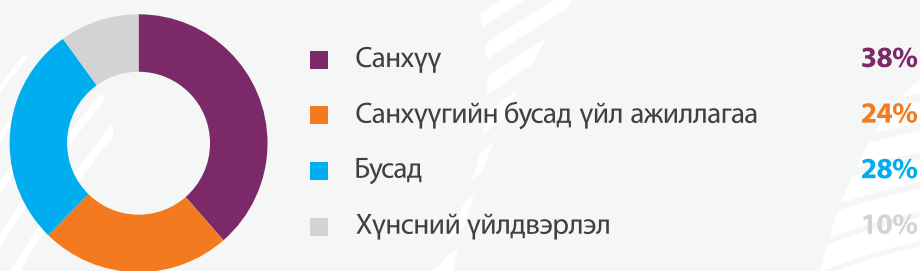 Санхүү 38%
Санхүүгийн бусад үйл ажиллагаа 24%
Бусад 28%
Хүнсний үйлдвэрлэл 10%